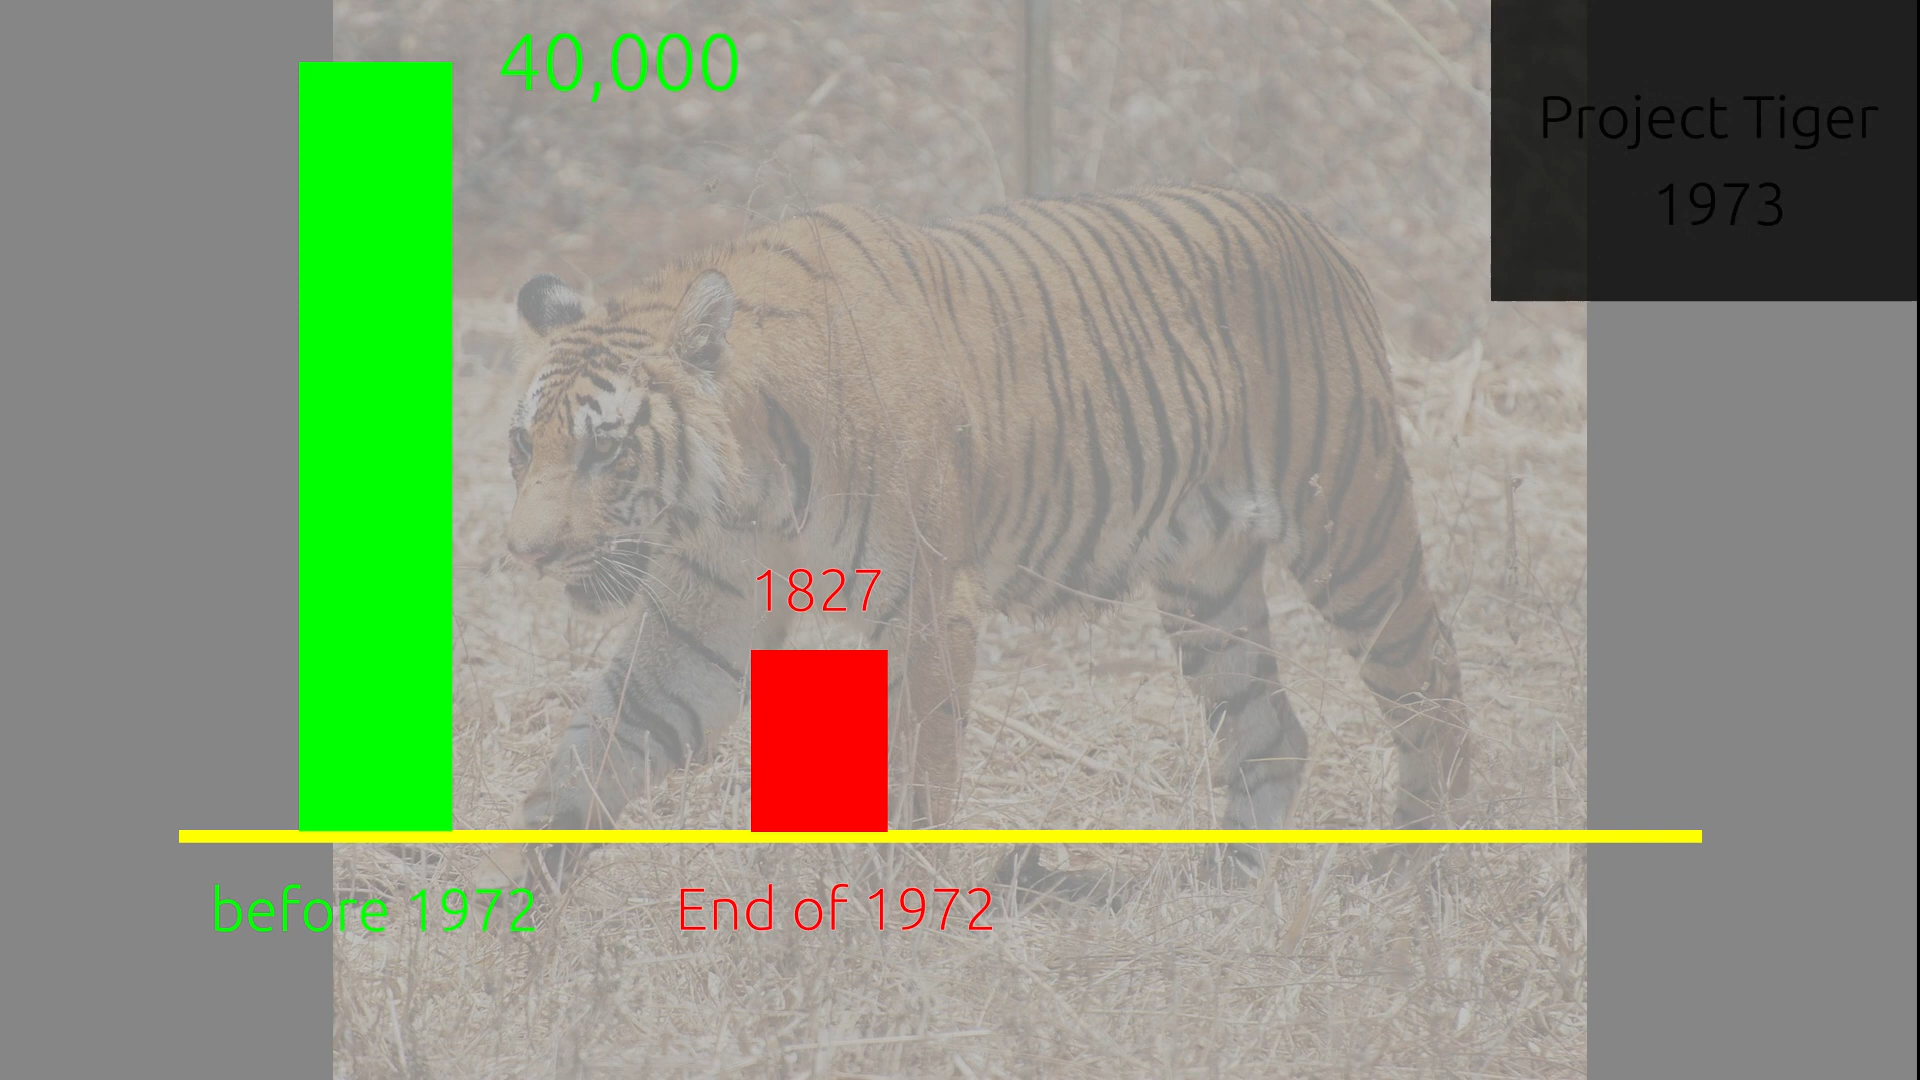 40,000
Project Tiger
1973
1827
before 1972
End of 1972